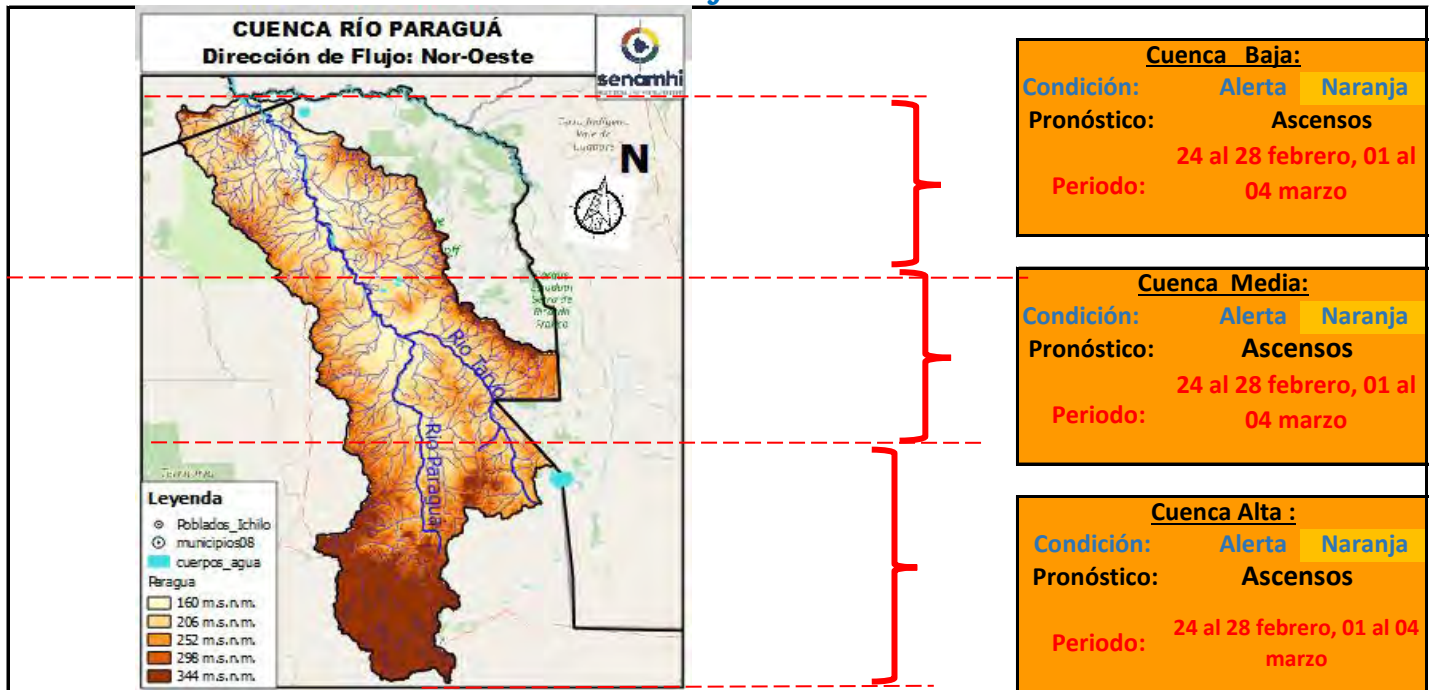 CUENCA RÍO PARAGUÁ
Dirección de Flujo: Nor-Oeste
senamhi
N
Río Paraguá
Leyenda
Poblados_Ichilo
municipios08
cuerpos_agua
Paragua
160 m.s.n.m.
206 m.s.n.m.
252 m.s.n.m.
298 m.s.n.m.
344 m.s.n.m.
Cuenca Baja:
Condición: Alerta Naranja
Pronóstico: Ascensos
24 al 28 febrero, 01 al
Periodo: 04 marzo
Cuenca Media:
Condición: Alerta Naranja
Pronóstico: Ascensos
24 al 28 febrero, 01 al
Periodo: 04 marzo
Cuenca Alta :
Condición: Alerta Naranja
Pronóstico: Ascensos
24 al 28 febrero, 01 al 04
Periodo: marzo